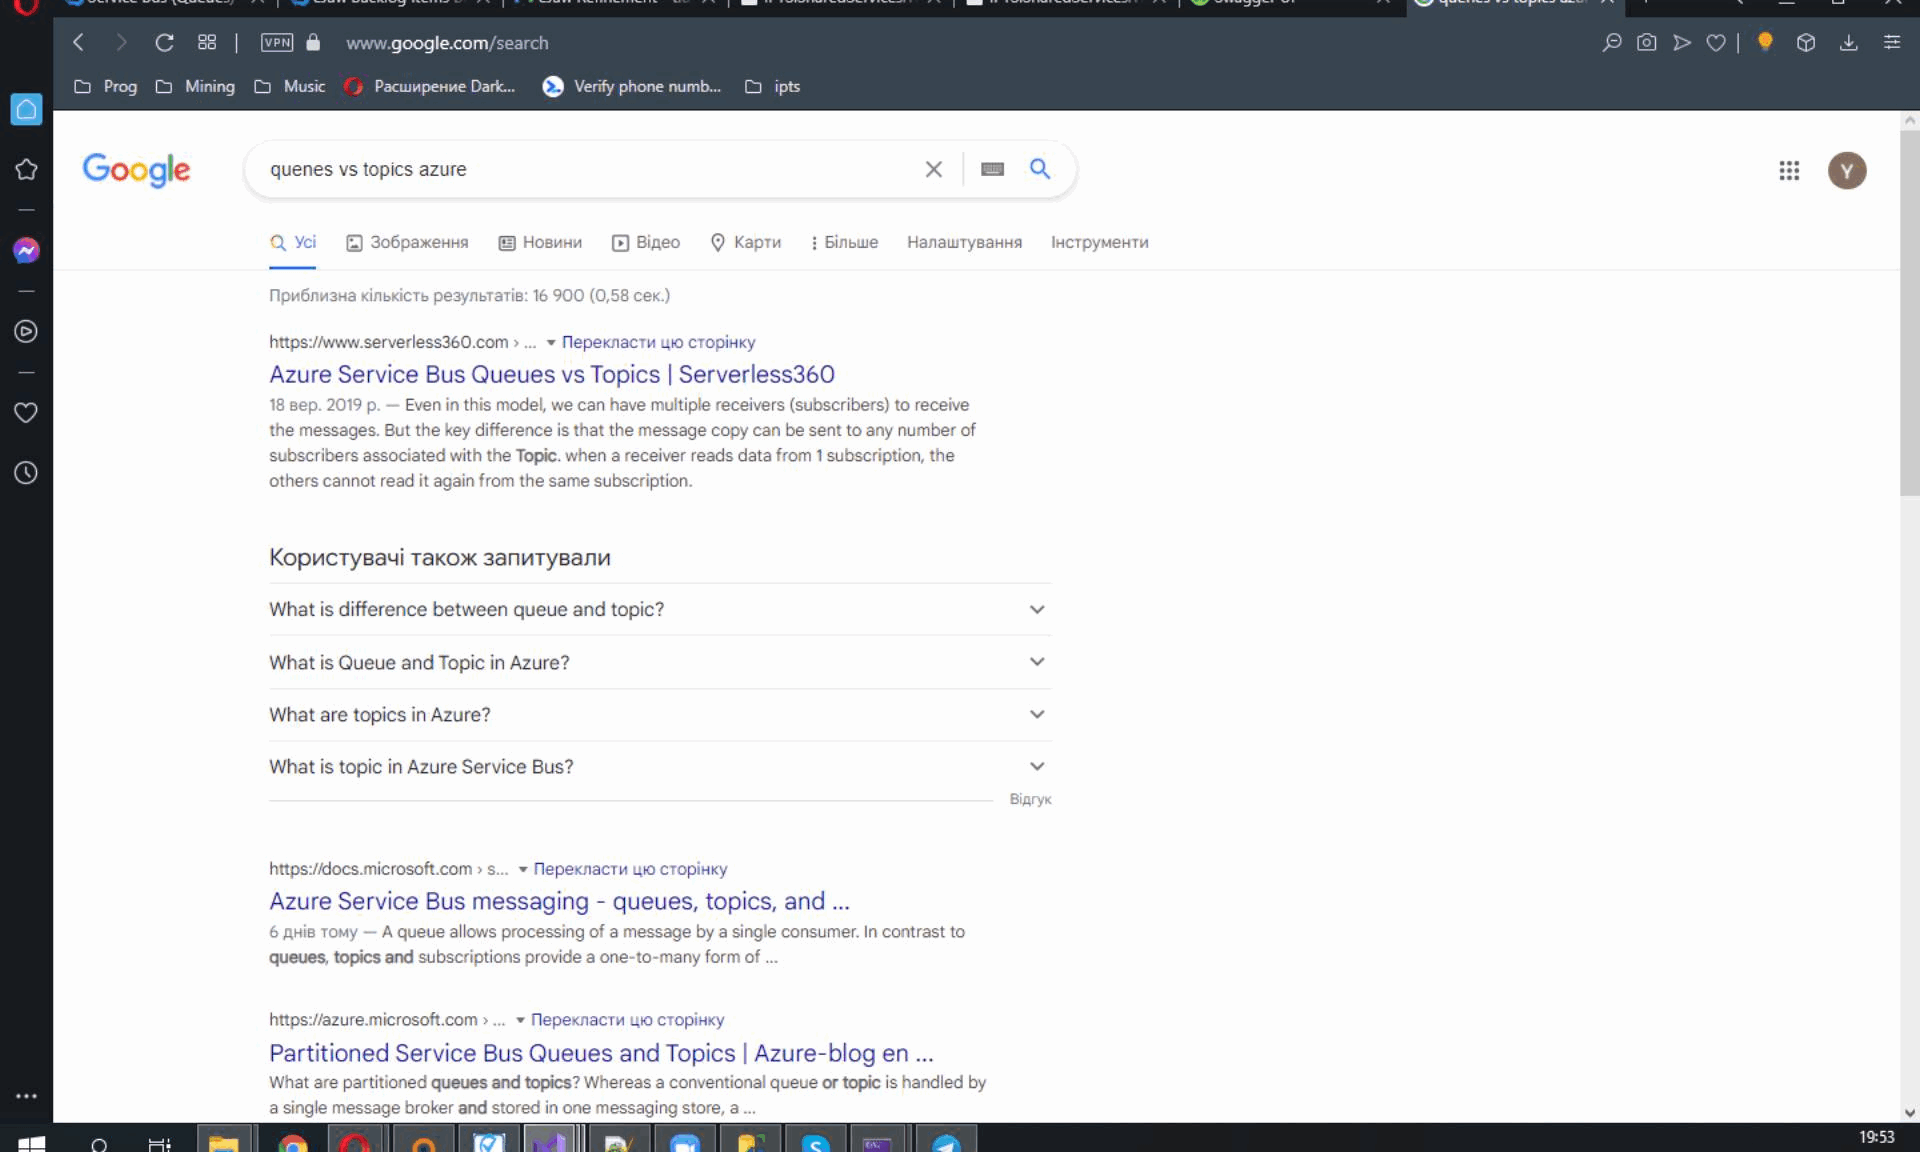 VPN
www.google.com/search
Prog
Mining
Music
Расширение Dark...
Verify phone numb...
ipts
Google
quenes vs topics azure
Y
Усі
Зображення
Новини
Відео
Карти
Більше
Налаштування
Інструменти
Приблизна кількість результатів: 16 900 (0,58 сек.)
https://www.serverless360.com › ... Перекласти цю сторінку
Azure Service Bus Queues vs Topics | Serverless360
18 вер. 2019 р. — Even in this model, we can have multiple receivers (subscribers) to receive
the messages. But the key difference is that the message copy can be sent to any number of
subscribers associated with the Topic. when a receiver reads data from 1 subscription, the
others cannot read it again from the same subscription.
Користувачі також запитували
What is difference between queue and topic?
What is Queue and Topic in Azure?
What are topics in Azure?
What is topic in Azure Service Bus?
Відгук
https://docs.microsoft.com › s... Перекласти цю сторінку
Azure Service Bus messaging - queues, topics, and ...
6 днів тому — A queue allows processing of a message by a single consumer. In contrast to
queues, topics and subscriptions provide a one-to-many form of ...
https://azure.microsoft.com › ... Перекласти цю сторінку
Partitioned Service Bus Queues and Topics | Azure-blog en ...
What are partitioned queues and topics? Whereas a conventional queue or topic is handled by
a single message broker and stored in one messaging store, a ...
19:53